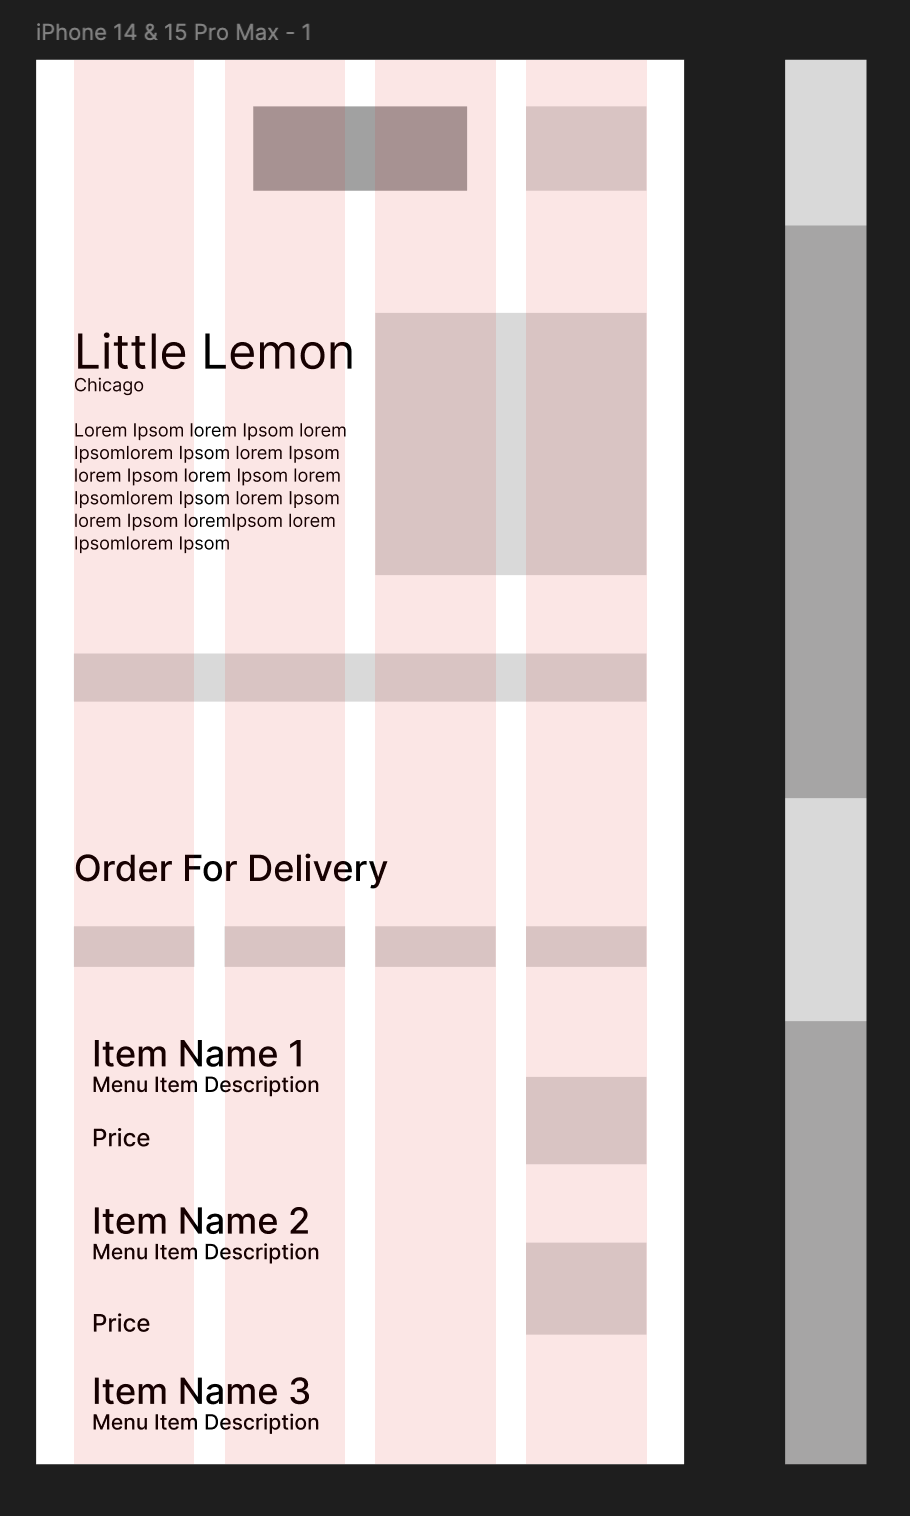 iPhone 14 & 15 Pro Max - 1
Little Lemon
Chicago
Lorem Ipsom lorem Ipsom lorem
Ipsomlorem Ipsom lorem Ipsom
lorem Ipsom lorem Ipsom lorem
Ipsomlorem Ipsom lorem Ipsom
lorem Ipsom loremIpsom lorem
Ipsomlorem Ipsom
Order For Delivery
Item Name 1
Menu Item Description
Price
Item Name 2
Menu Item Description
Price
Item Name 3
Menu Item Description